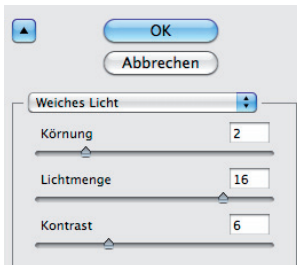 OK
Abbrechen
Weiches Licht
Körnung 2
Lichtmenge 16
Kontrast 6